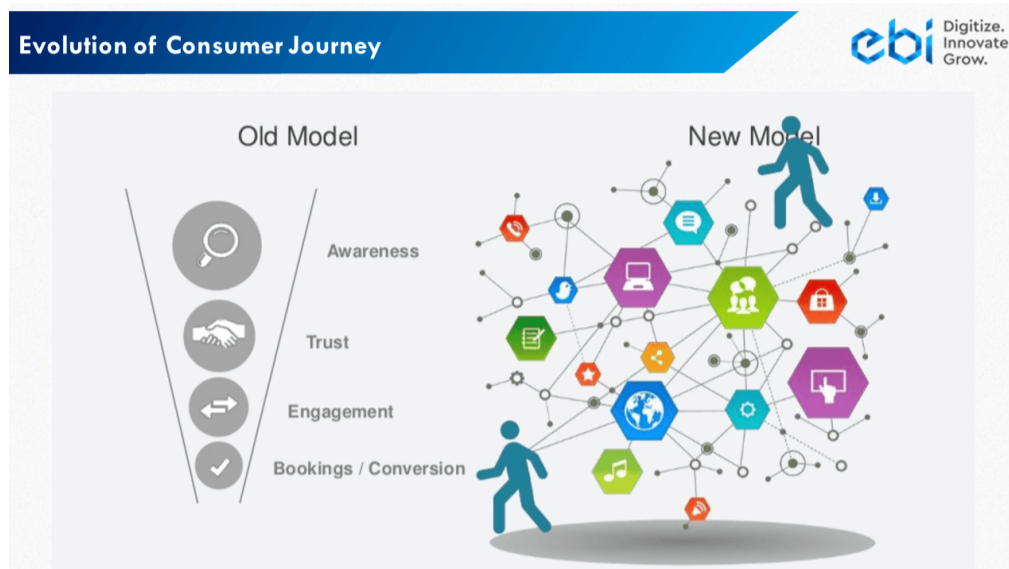 Evolution of Consumer Journey
ebi
Digitize.
Innovate
Grow.
Old Model
New Model
Awareness
Trust
Engagement
Bookings / Conversion